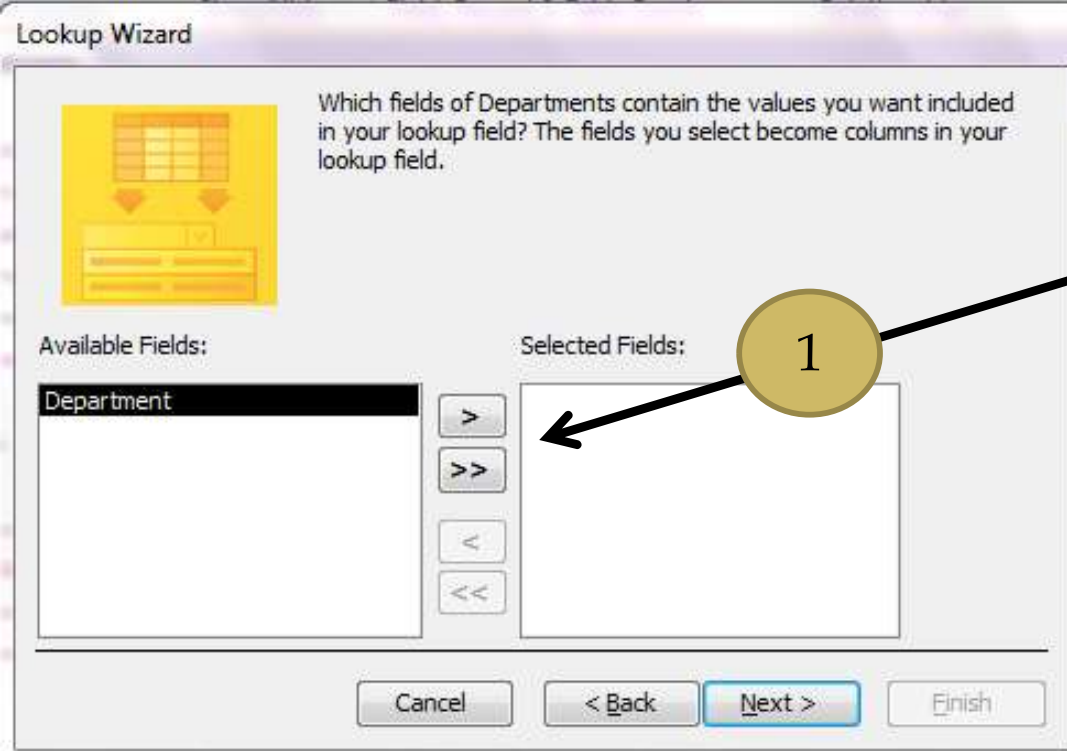 Lookup Wizard
Which fields of Departments contain the values you want included
in your lookup field? The fields you select become columns in your
lookup field.
Available Fields:
Selected Fields:
1
Department
>
>>
<
<<
Cancel
< Back
Next >
Finish